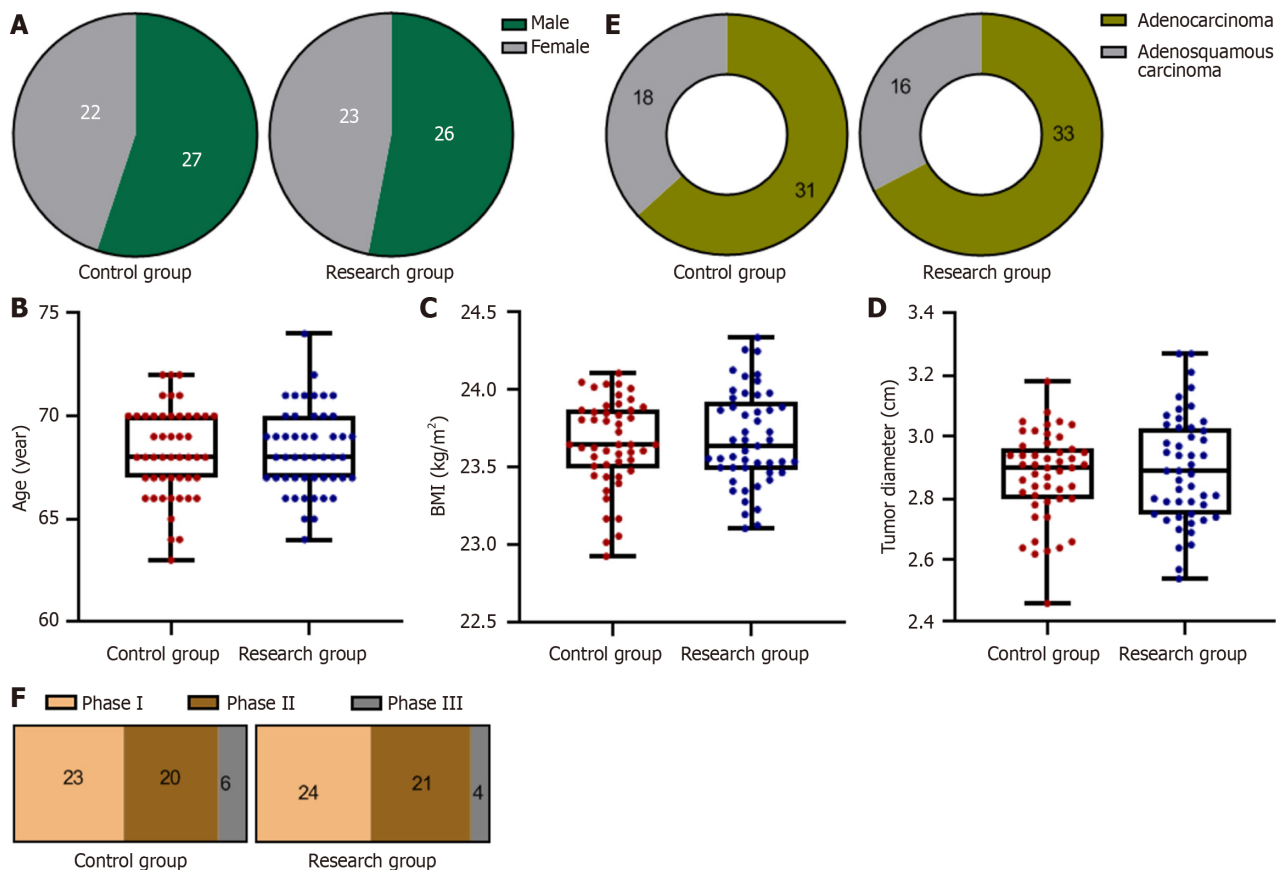 A
Male
Female
22
27
Control group
23
26
Research group
E
Adenocarcinoma
Adenosquamous
carcinoma
18
31
Control group
16
33
Research group
B
75
70
65
60
Age (year)
Control group
Research group
C
24.5
24.0
23.5
23.0
22.5
BMI (kg/m²)
Control group
Research group
D
3.4
3.2
3.0
2.8
2.6
2.4
Tumor diameter (cm)
Control group
Research group
F
Phase I
Phase II
Phase III
23
20
6
Control group
24
21
4
Research group